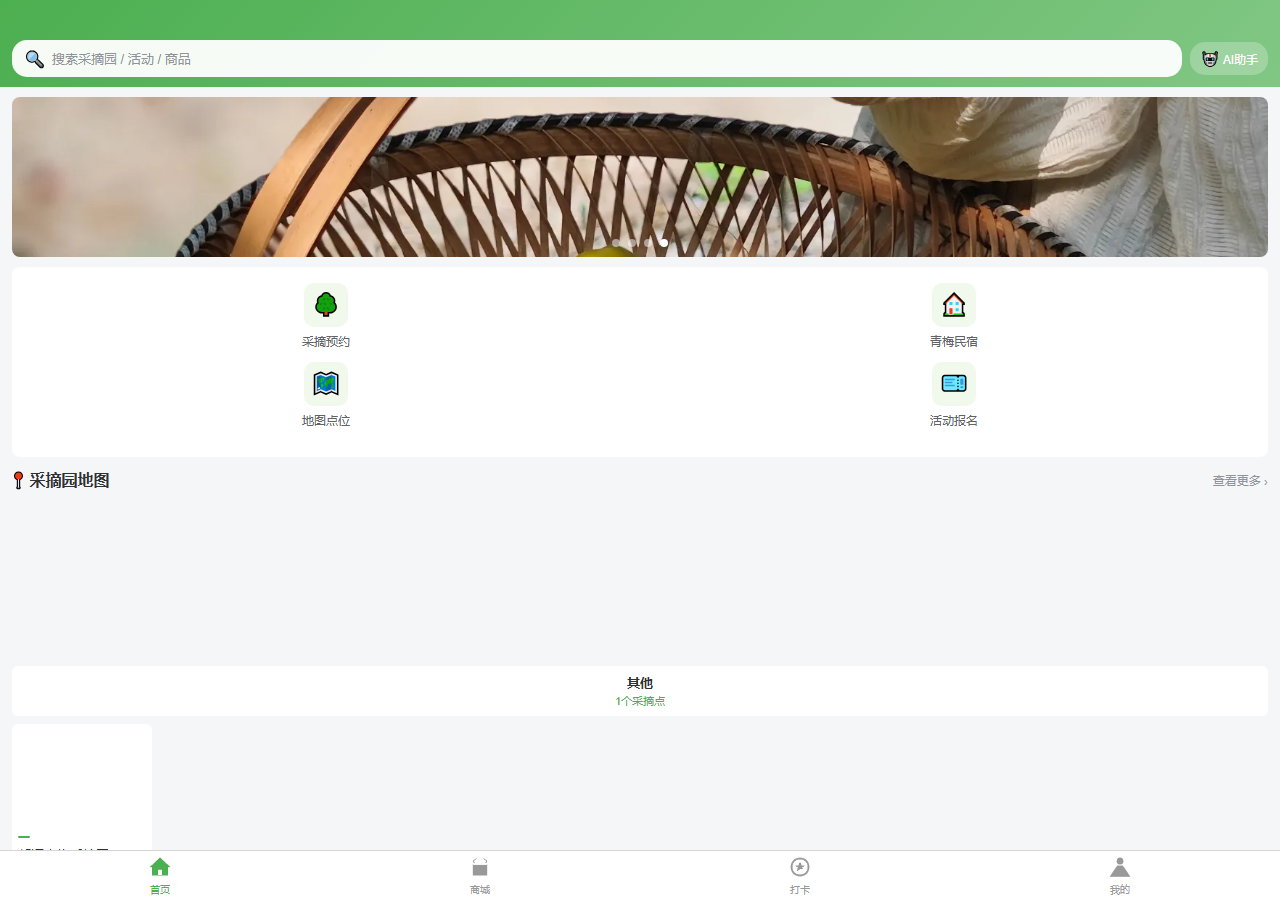 搜索采摘园 / 活动 / 商品
AI助手
采摘预约
青梅民宿
地图点位
活动报名
采摘园地图
查看更多 ›
其他
1个采摘点
首页
商城
打卡
我的